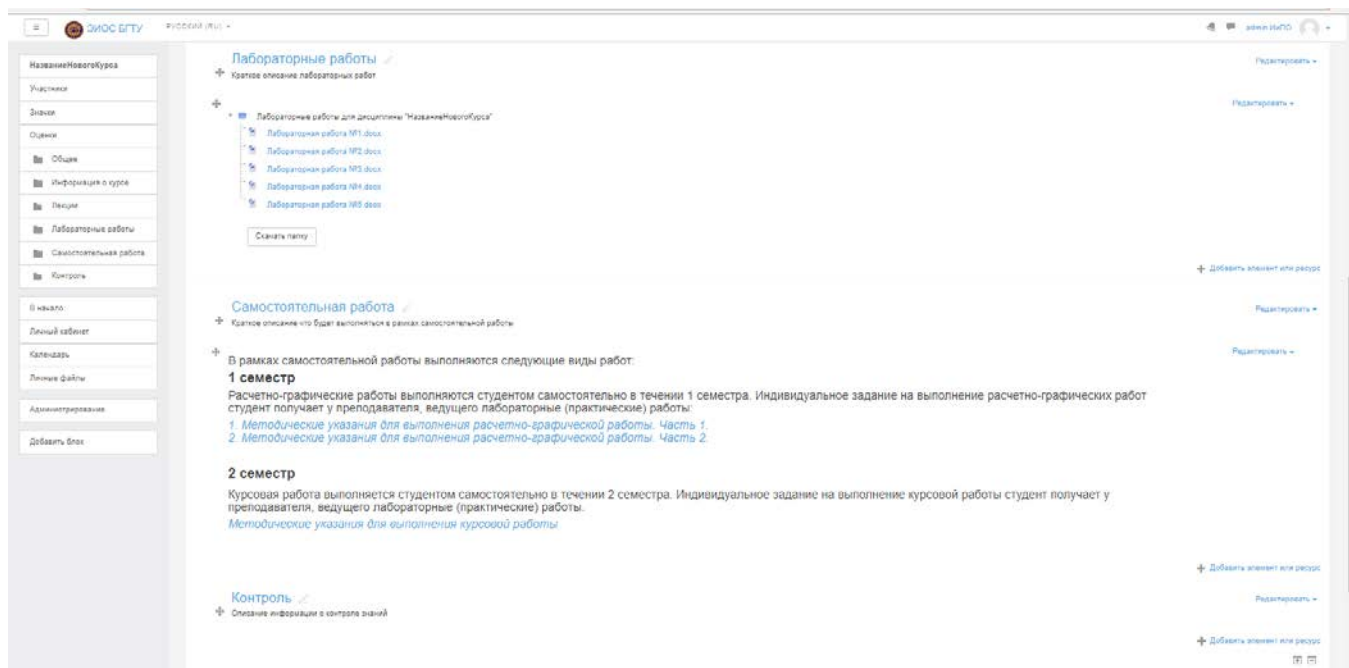 ЭИОС БГТУ
РУССКИЙ (RU)
admin ИиПО
НазваниеНовогоКурса
Участники
Значки
Оценки
Общее
Информация о курсе
Лекции
Лабораторные работы
Самостоятельная работа
Контроль
В начало
Личный кабинет
Календарь
Личные файлы
Администрирование
Добавить блок
Лабораторные работы
Редактировать
Краткое описание лабораторных работ
Редактировать
Лабораторные работы для дисциплины "НазваниеНовогоКурса"
Лабораторная работа №1.docx
Лабораторная работа №2.docx
Лабораторная работа №3.docx
Лабораторная работа №4.docx
Лабораторная работа №5.docx
Скачать папку
Добавить элемент или ресурс
Самостоятельная работа
Редактировать
Краткое описание что будет выполняться в рамках самостоятельной работы
Редактировать
В рамках самостоятельной работы выполняются следующие виды работ:
1 семестр
Расчетно-графические работы выполняются студентом самостоятельно в течении 1 семестра. Индивидуальное задание на выполнение расчетно-графических работ
студент получает у преподавателя, ведущего лабораторные (практические) работы:
1. Методические указания для выполнения расчетно-графической работы. Часть 1.
2. Методические указания для выполнения расчетно-графической работы. Часть 2.
2 семестр
Курсовая работа выполняется студентом самостоятельно в течении 2 семестра. Индивидуальное задание на выполнение курсовой работы студент получает у
преподавателя, ведущего лабораторные (практические) работы.
Методические указания для выполнения курсовой работы
Добавить элемент или ресурс
Контроль
Редактировать
Описание информации о контроле знаний
Добавить элемент или ресурс